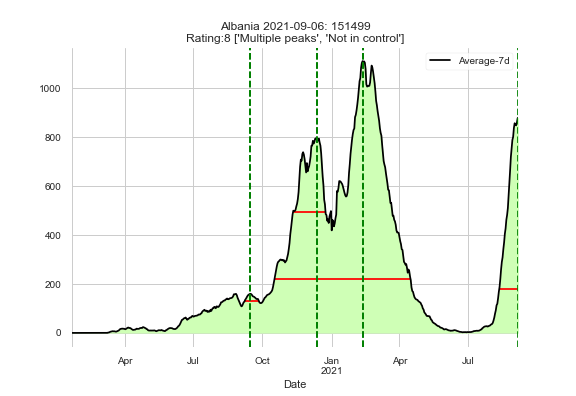 Albania 2021-09-06: 151499
Rating:8 ['Multiple peaks', 'Not in control']
Average-7d
1000
800
600
400
200
0
Apr Jul Oct Jan Apr Jul
2021
Date